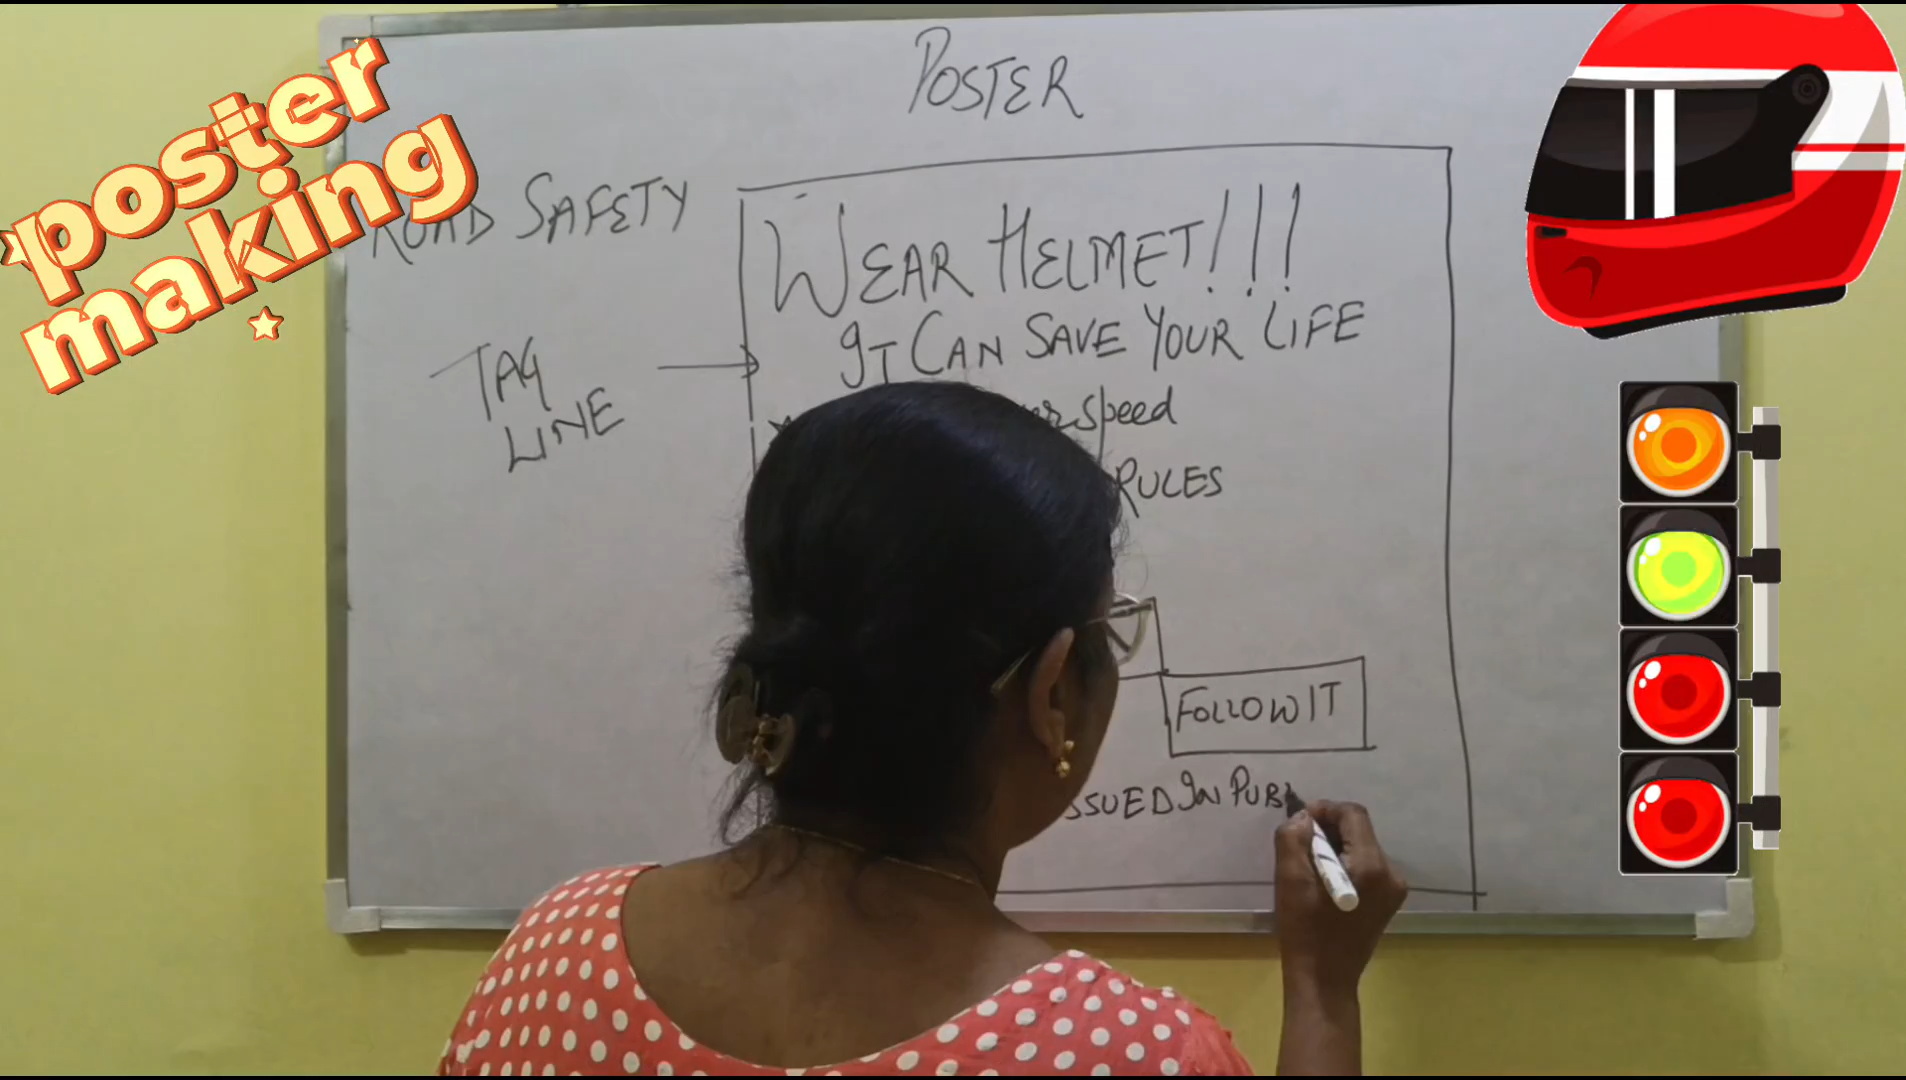 poster
making
POSTER
ROAD SAFETY
WEAR HELMET!!!
IT CAN SAVE YOUR LIFE
TAG
LINE
speed
RULES
FOLLOW IT
ISSUED IN PUB